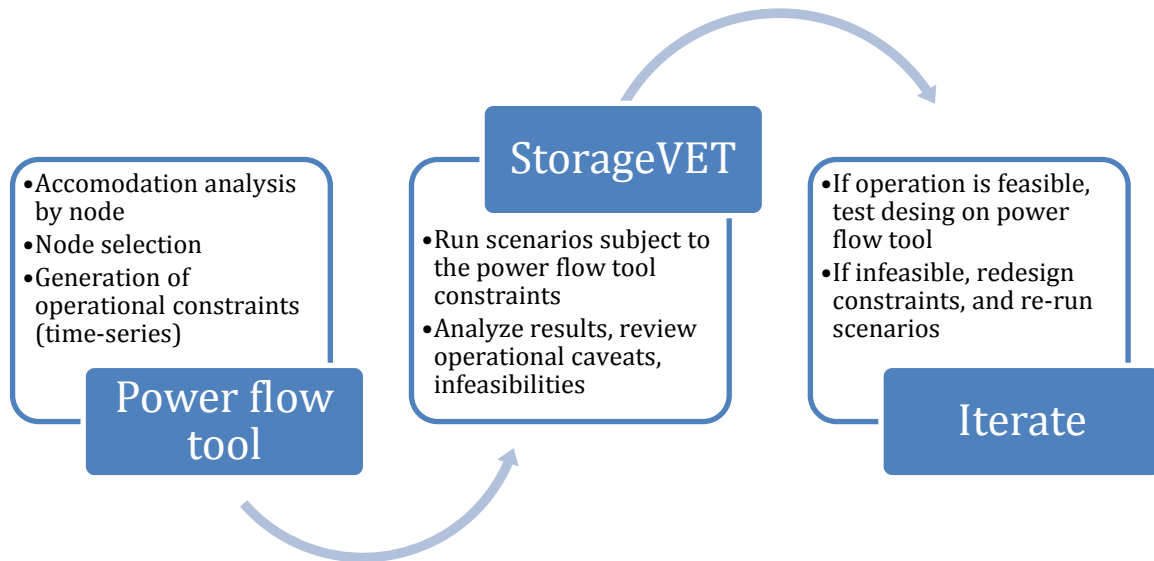 •Accomodation analysis
by node
•Node selection
•Generation of
operational constraints
(time-series)
Power flow
tool
StorageVET
•Run scenarios subject to
the power flow tool
constraints
•Analyze results, review
operational caveats,
infeasibilities
•If operation is feasible,
test desing on power
flow tool
•If infeasible, redesign
constraints, and re-run
scenarios
Iterate